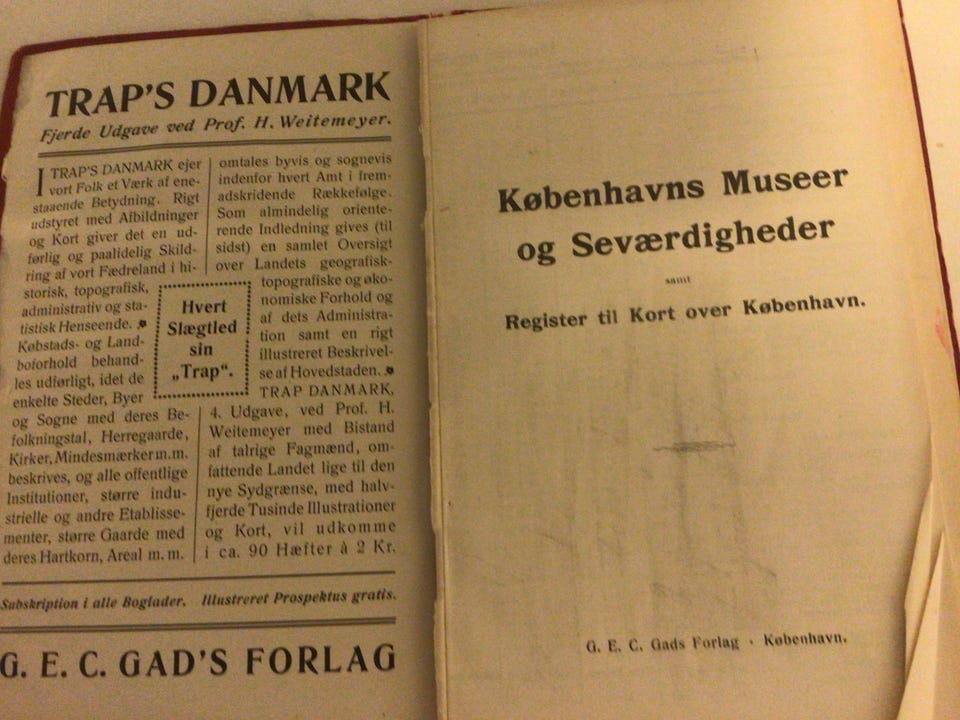 TRAP'S DANMARK
Fjerde Udgave ved Prof. H. Weitemeyer.
I TRAP'S DANMARK ejer
vort Folk et Værk af ene-
staaende Betydning. Rigt
udstyret med Afbildninger
og Kort giver det en ud-
førlig og paalidelig Skild-
ring af vort Fædreland i hi-
storisk, topografisk,
administrativ og sta-
tistisk Henseende.
Købstads- og Land-
boforhold behand-
les udførligt, idet de
enkelte Steder, Byer
og Sogne med deres Be-
folkningstal, Herregaarde,
Kirker, Mindesmærker m.m.
beskrives, og alle offentlige
Institutioner, større indu-
strielle og andre Etablisse-
menter, større Gaarde med
deres Hartkorn, Areal m. m.
omtales byvis og sognevis
indenfor hvert Amt i frem-
adskridende Rækkefølge.
Som almindelig oriente-
rende Indledning gives (til
sidst) en samlet Oversigt
over Landets geografisk-
topografiske og øko-
nomiske Forhold og
af dets Administra-
tion samt en rigt
illustreret Beskrivel-
se af Hovedstaden.
TRAP DANMARK,
4. Udgave, ved Prof. H.
Weitemeyer med Bistand
af talrige Fagmænd, om-
fattende Landet lige til den
nye Sydgrænse, med halv-
fjerde Tusinde Illustrationer
og Kort, vil udkomme
i ca. 90 Hæfter à 2 Kr.
Hvert
Slægtled
sin
„Trap“.
Subskription i alle Boglader. Illustreret Prospektus gratis.
G. E. C. GAD'S FORLAG
Københavns Museer
og Seværdigheder
samt
Register til Kort over København.
G. E. C. Gads Forlag · København.